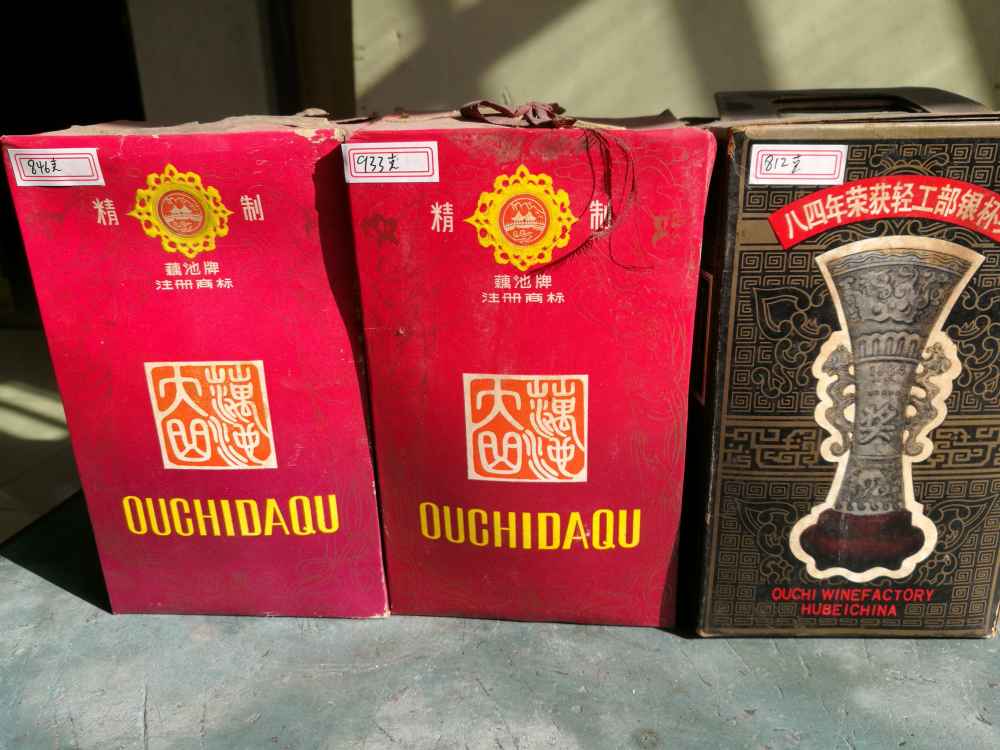 846克
精 制
藕池牌
注册商标
藕池
大曲
OUCHIDAQU
933克
精 制
藕池牌
注册商标
藕池
大曲
OUCHIDAQU
812克
八四年荣获轻工部银杯
奖
OUCHI WINEFACTORY
HUBEICHINA